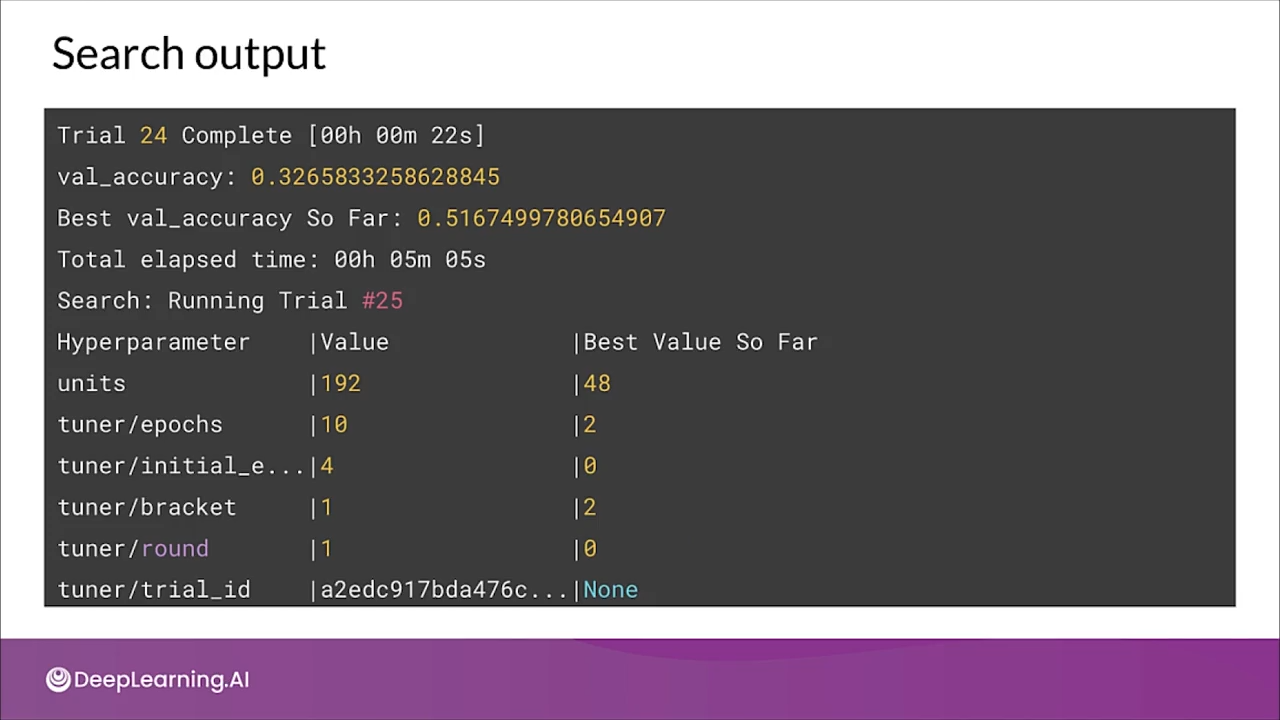 Search output
Trial 24 Complete [00h 00m 22s]
val_accuracy: 0.3265833258628845
Best val_accuracy So Far: 0.5167499780654907
Total elapsed time: 00h 05m 05s
Search: Running Trial #25
Hyperparameter |Value |Best Value So Far
units |192 |48
tuner/epochs |10 |2
tuner/initial_e...|4 |0
tuner/bracket |1 |2
tuner/round |1 |0
tuner/trial_id |a2edc917bda476c...|None
DeepLearning.AI